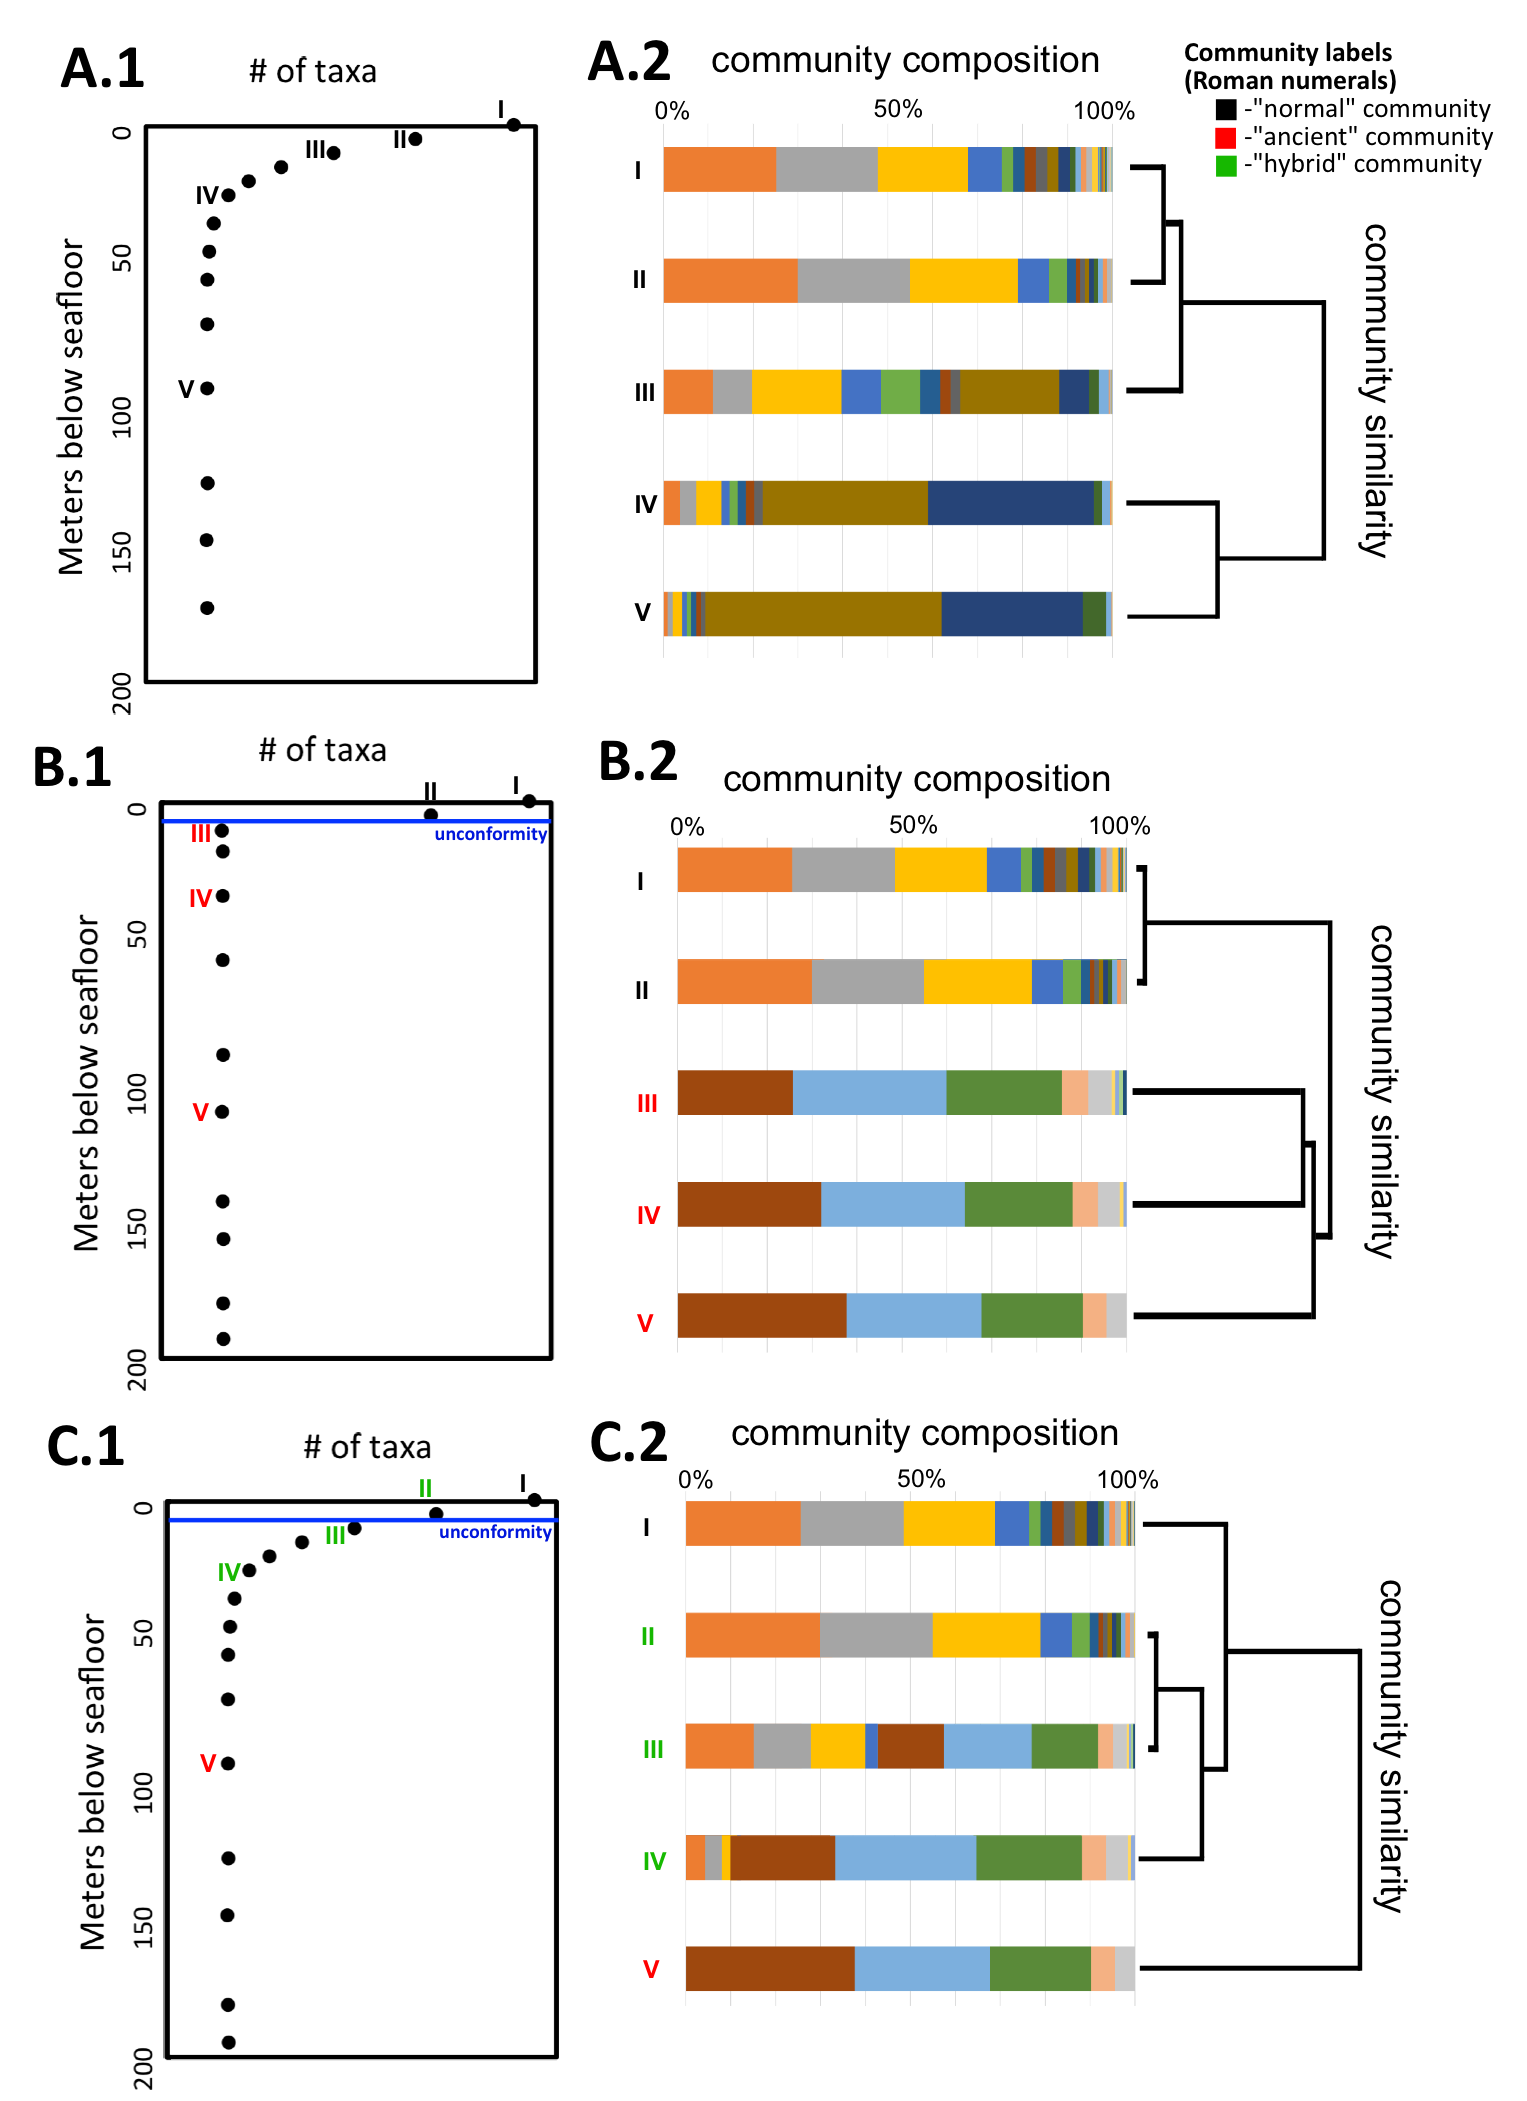 A.1
# of taxa
I
II
III
IV
V
0
50
100
150
200
Meters below seafloor
A.2
community composition
0% 50% 100%
I
II
III
IV
V
community similarity
Community labels
(Roman numerals)
-"normal" community
-"ancient" community
-"hybrid" community
B.1
# of taxa
I
II
unconformity
III
IV
V
0
50
100
150
200
Meters below seafloor
B.2
community composition
0% 50% 100%
I
II
III
IV
V
community similarity
C.1
# of taxa
I
II
unconformity
III
IV
V
0
50
100
150
200
Meters below seafloor
C.2
community composition
0% 50% 100%
I
II
III
IV
V
community similarity